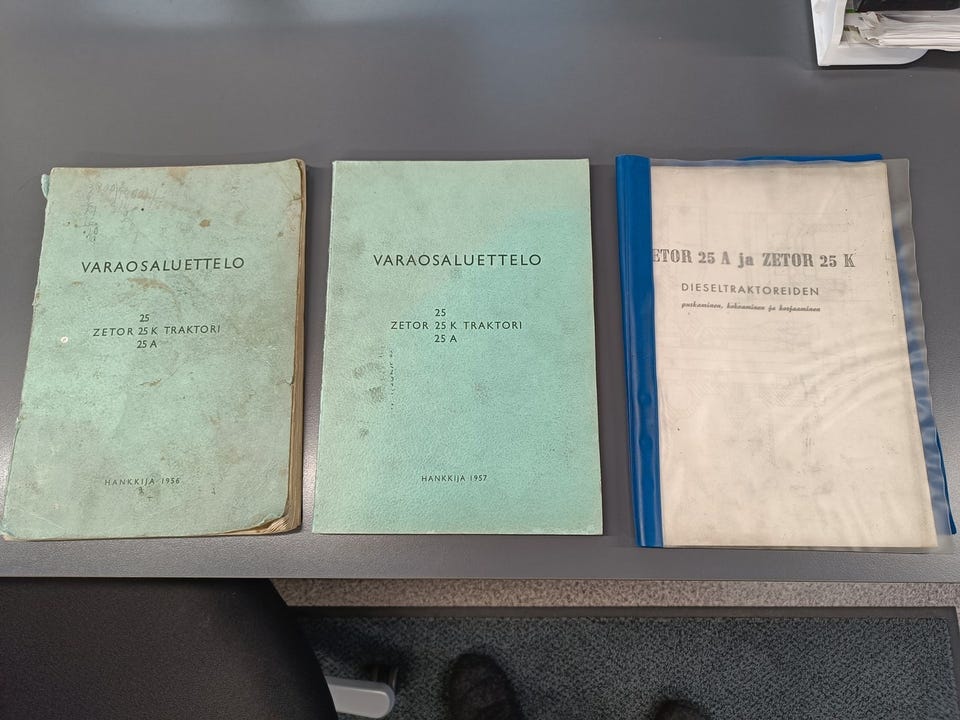 VARAOSALUETTELO
25
ZETOR 25 K TRAKTORI
25 A
HANKKIJA 1956
VARAOSALUETTELO
25
ZETOR 25 K TRAKTORI
25 A
HANKKIJA 1957
ETOR 25 A ja ZETOR 25 K
DIESELTRAKTOREIDEN
purkaminen, kokoaminen ja korjaaminen